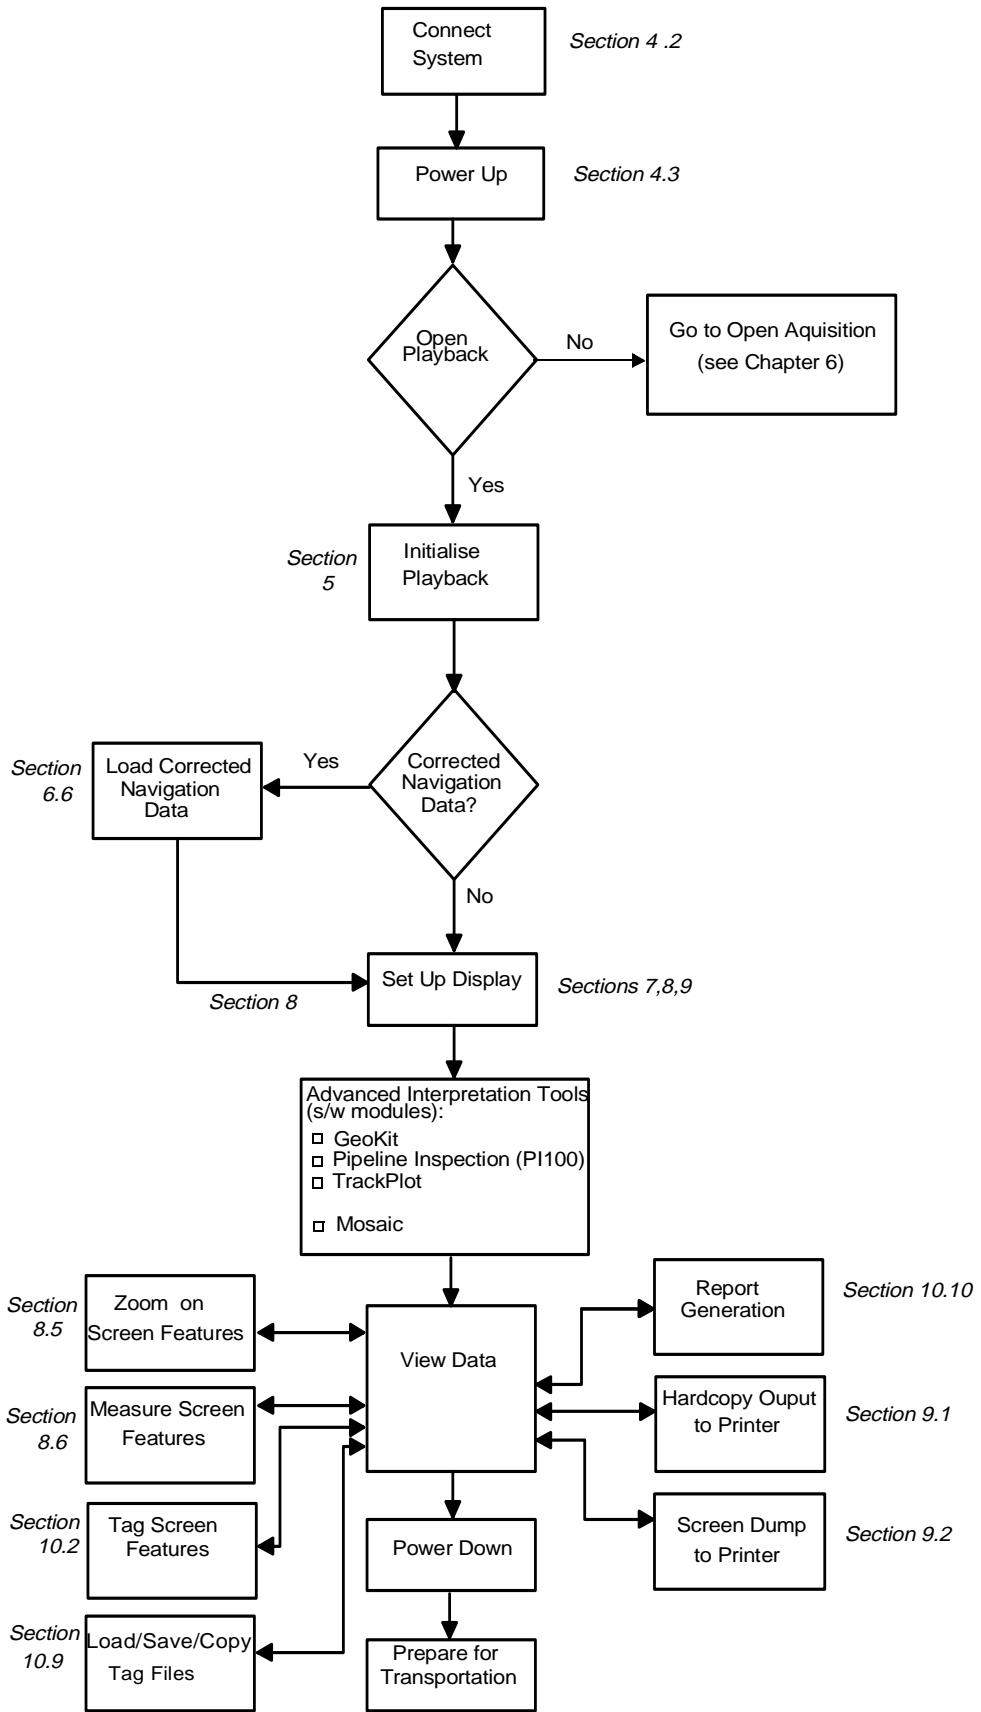 Connect
System
Section 4 .2
Power Up
Section 4.3
Open
Playback
No
Go to Open Aquisition
(see Chapter 6)
Yes
Section
5
Initialise
Playback
Section
6.6
Load Corrected
Navigation
Data
Yes
Corrected
Navigation
Data?
No
Set Up Display
Sections 7,8,9
Section 8
Advanced Interpretation Tools
(s/w modules):
GeoKit
Pipeline Inspection (PI100)
TrackPlot
Mosaic
Section
8.5
Zoom on
Screen Features
View Data
Report
Generation
Section 10.10
Section
8.6
Measure Screen
Features
Hardcopy Ouput
to Printer
Section 9.1
Section
10.2
Tag Screen
Features
Power Down
Screen Dump
to Printer
Section 9.2
Section
10.9
Load/Save/Copy
Tag Files
Prepare for
Transportation